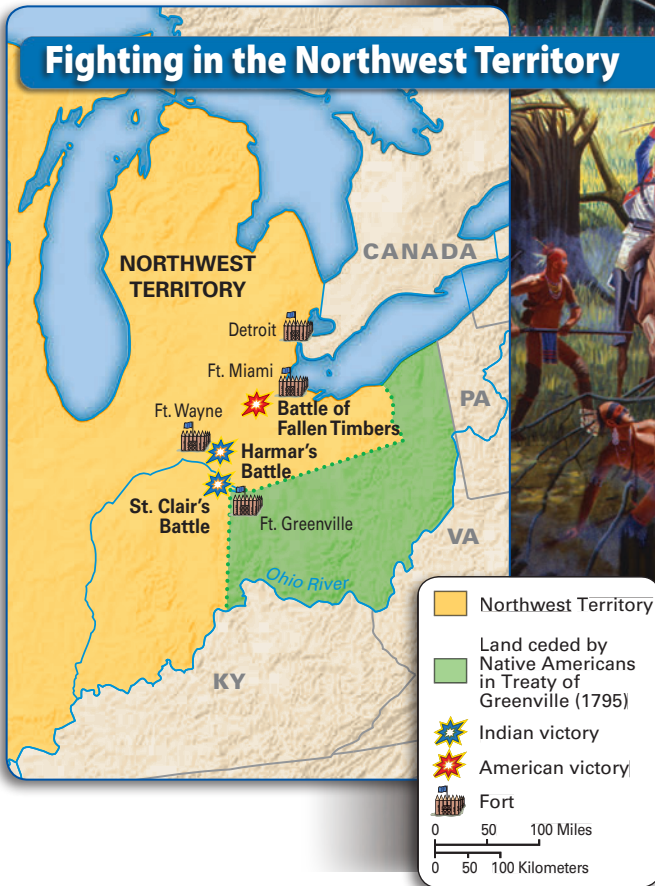 Fighting in the Northwest Territory
CANADA
NORTHWEST
TERRITORY
Detroit
Ft. Miami
PA
Ft. Wayne
Battle of
Fallen Timbers
Harmar's
Battle
St. Clair's
Battle
Ft. Greenville
VA
Ohio River
KY
Northwest Territory
Land ceded by
Native Americans
in Treaty of
Greenville (1795)
Indian victory
American victory
Fort
0 50 100 Miles
0 50 100 Kilometers